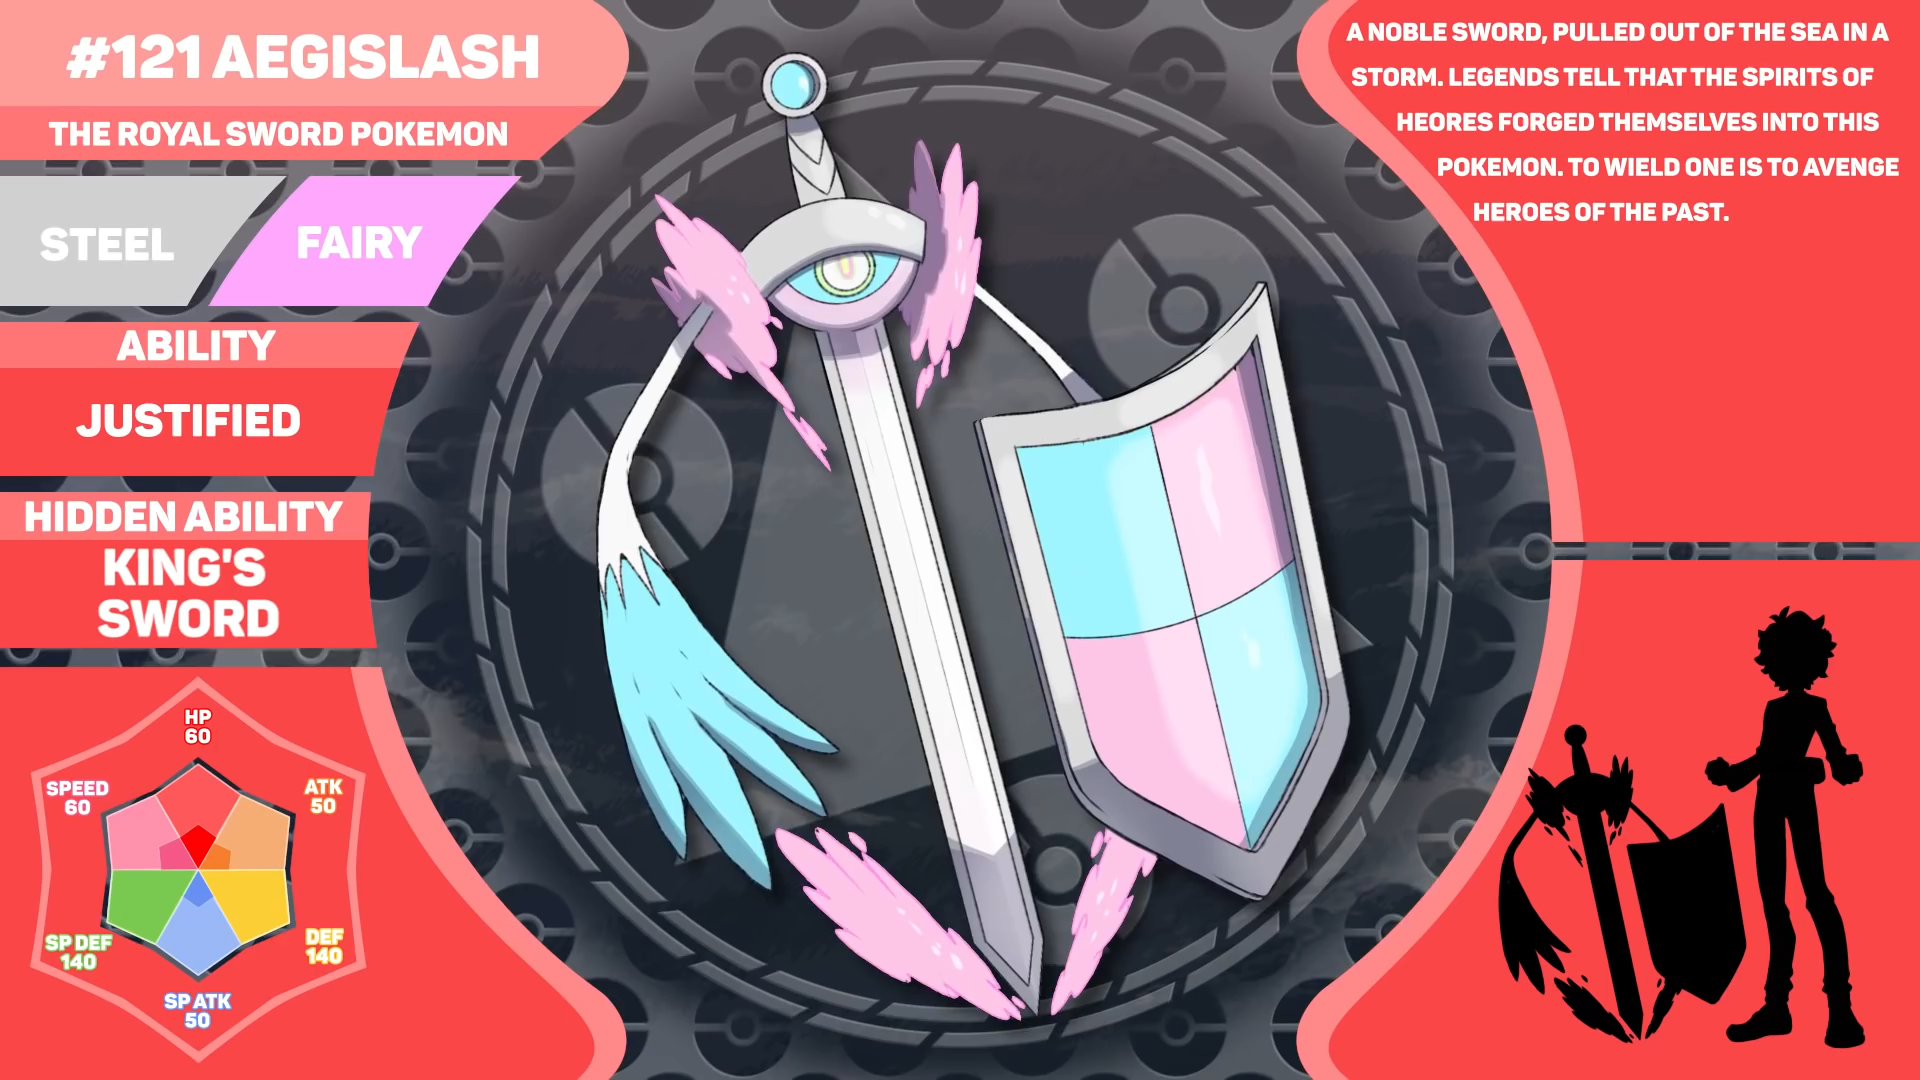 #121 AEGISLASH
THE ROYAL SWORD POKEMON
STEEL
FAIRY
ABILITY
JUSTIFIED
HIDDEN ABILITY
KING'S
SWORD
HP
60
SPEED
60
ATK
50
SP DEF
140
DEF
140
SP ATK
50
A NOBLE SWORD, PULLED OUT OF THE SEA IN A
STORM. LEGENDS TELL THAT THE SPIRITS OF
HEORES FORGED THEMSELVES INTO THIS
POKEMON. TO WIELD ONE IS TO AVENGE
HEROES OF THE PAST.